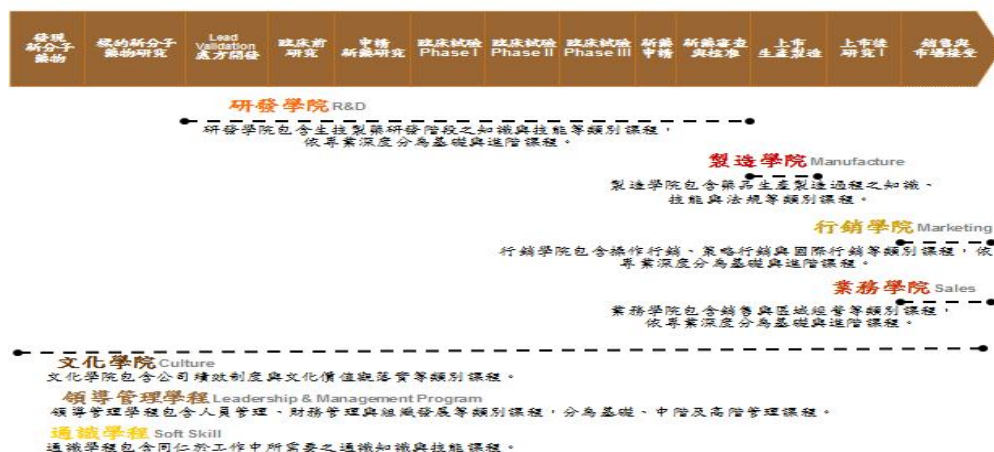 發現
新分子
藥物
標的新分子
藥物研究
Lead
Validation
處方開發
臨床前
研究
申請
新藥研究
臨床試驗
Phase I
臨床試驗
Phase II
臨床試驗
Phase III
新藥
申請
新藥審查
與核准
上市
生產製造
上市後
研究 I
銷售與
市場接受
研發學院 R&D
研發學院包含生技製藥研發階段之知識與技能等類別課程，
依專業深度分為基礎與進階課程。
製造學院 Manufacture
製造學院包含藥品生產製造過程之知識、
技能與法規等類別課程。
行銷學院 Marketing
行銷學院包含操作行銷、策略行銷與國際行銷等類別課程，依
專業深度分為基礎與進階課程。
業務學院 Sales
業務學院包含銷售與區域經營等類別課程，
依專業深度分為基礎與進階課程。
文化學院 Culture
文化學院包含公司績效制度與文化價值觀落實等類別課程。
領導管理學程 Leadership & Management Program
領導管理學程包含人員管理、財務管理與組織發展等類別課程，分為基礎、中階及高階管理課程。
通識學程 Soft Skill
通識學程包含同仁於工作中所需要之通識知識與技能課程。